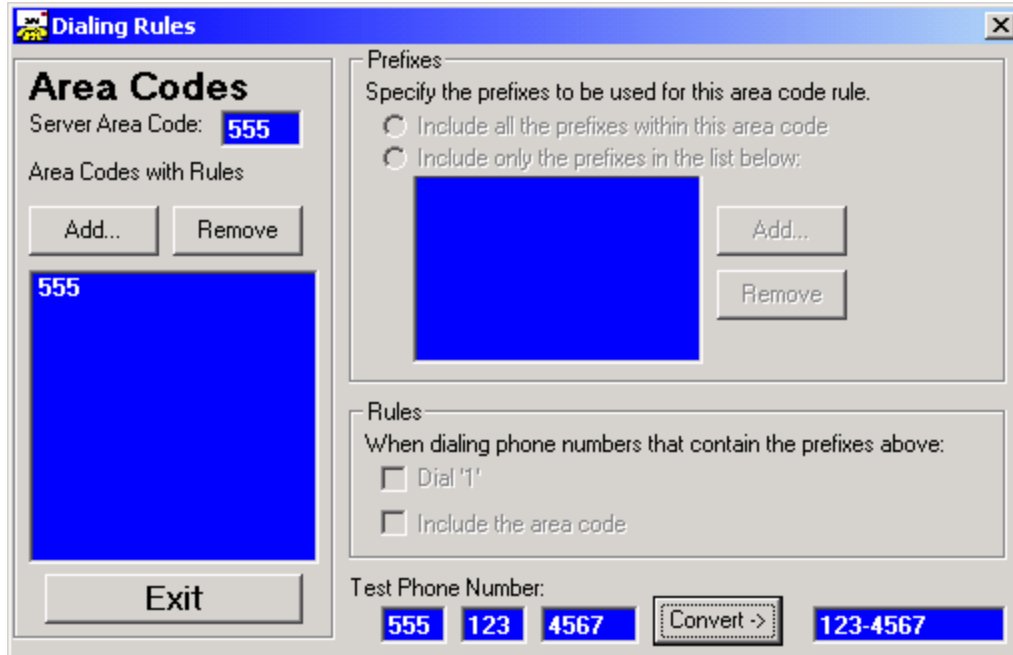 Dialing Rules
Area Codes
Server Area Code: 555
Area Codes with Rules
Add... Remove
555
Exit
Prefixes
Specify the prefixes to be used for this area code rule.
Include all the prefixes within this area code
Include only the prefixes in the list below:
Add...
Remove
Rules
When dialing phone numbers that contain the prefixes above:
Dial '1'
Include the area code
Test Phone Number:
555 123 4567 Convert -> 123-4567